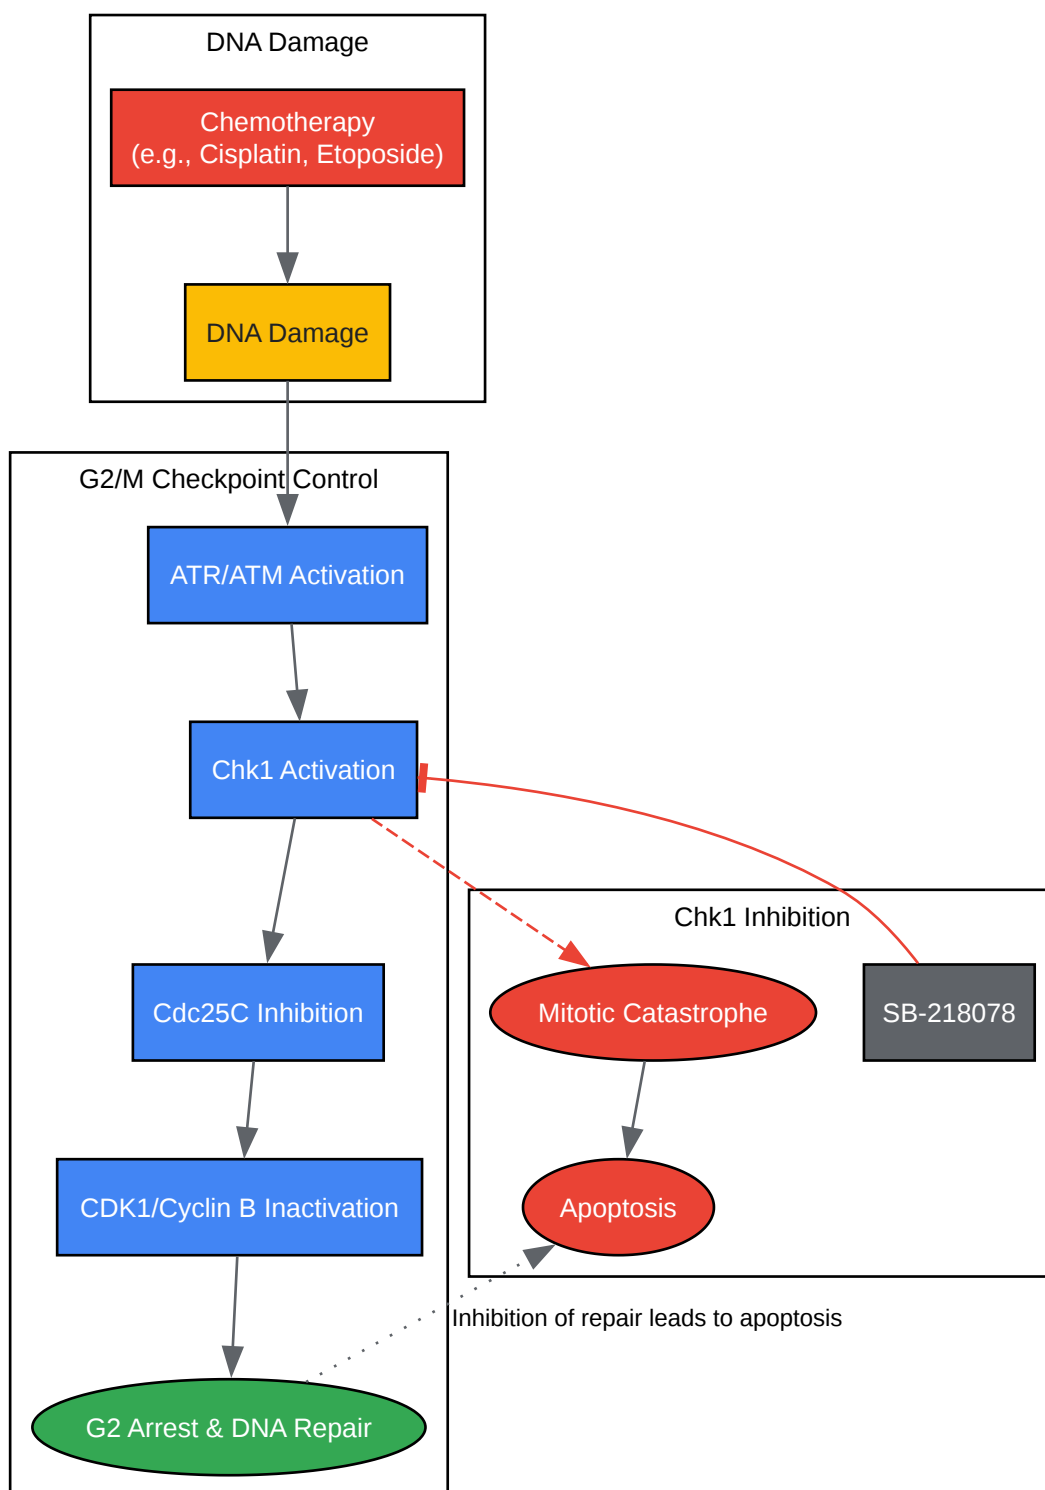 DNA Damage
Chemotherapy
(e.g., Cisplatin, Etoposide)
DNA Damage
G2/M Checkpoint Control
ATR/ATM Activation
Chk1 Activation
Chk1 Inhibition
Cdc25C Inhibition
Mitotic Catastrophe
SB-218078
CDK1/Cyclin B Inactivation
Apoptosis
Inhibition of repair leads to apoptosis
G2 Arrest & DNA Repair